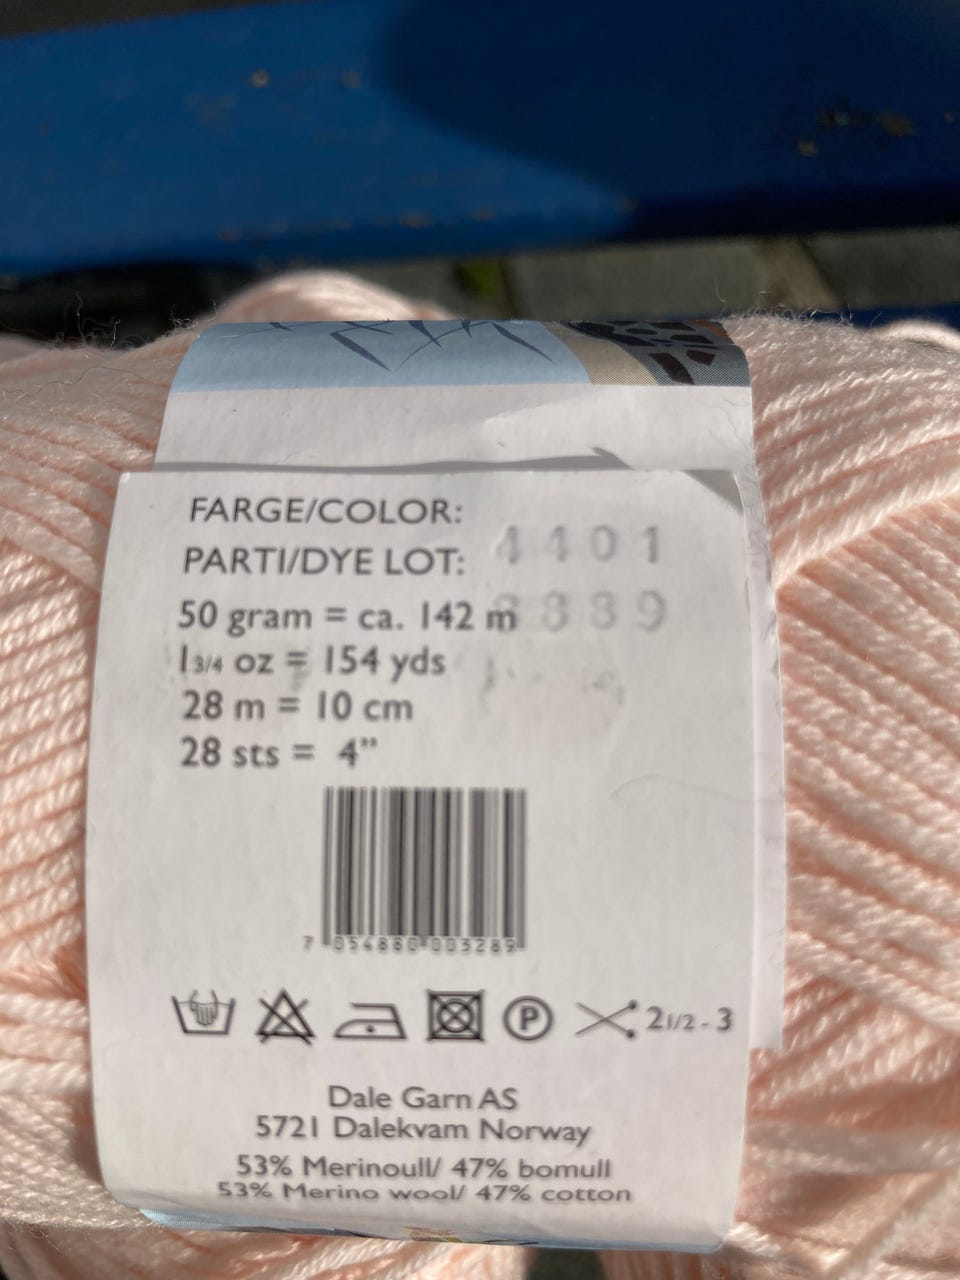 FARGE/COLOR:
PARTI/DYE LOT: 4401
50 gram = ca. 142 m
1 3/4 oz = 154 yds
28 m = 10 cm
28 sts = 4"
7 054880 003289
P 2 1/2 - 3
Dale Garn AS
5721 Dalekvam Norway
53% Merinoull/ 47% bomull
53% Merino wool/ 47% cotton